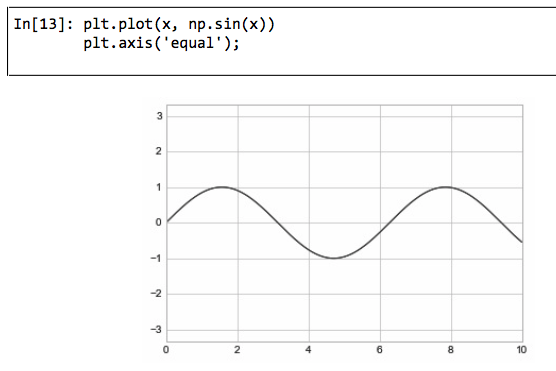 In[13]: plt.plot(x, np.sin(x))
plt.axis('equal');
3
2
1
0
−1
−2
−3
0 2 4 6 8 10